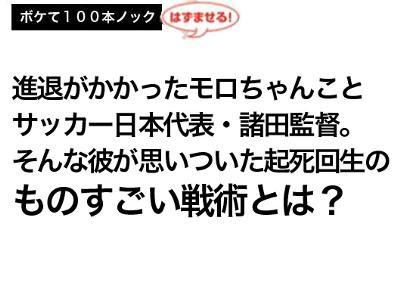 ボケて１００本ノック
はずませる!
進退がかかったモロちゃんこと
サッカー日本代表・諸田監督。
そんな彼が思いついた起死回生の
ものすごい戦術とは？